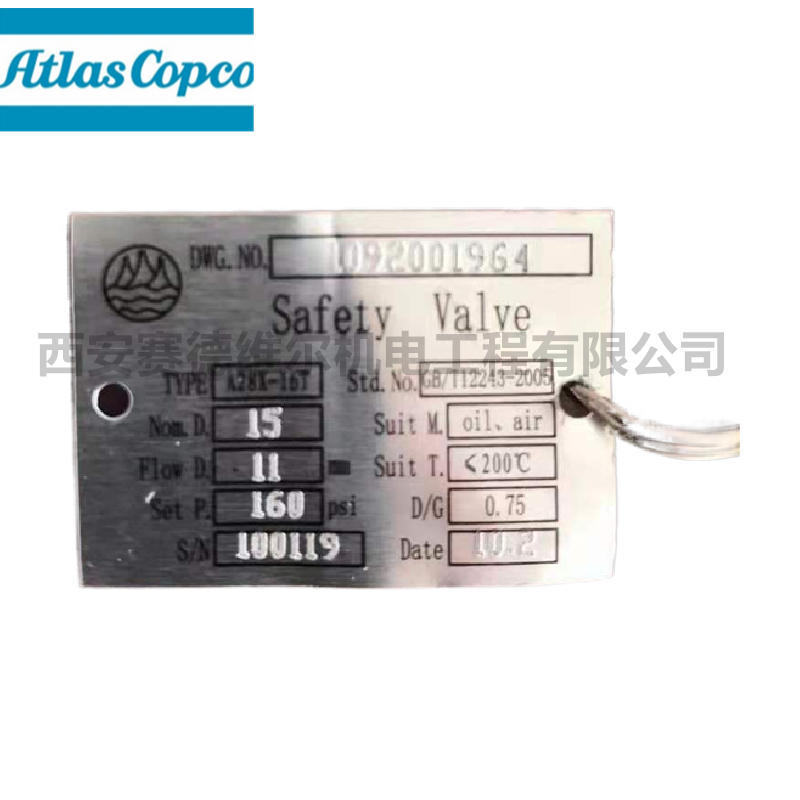 Atlas Copco
DWG.NO. 1092001964
Safety Valve
西安赛德维尔机电工程有限公司
TYPE A28X-16T Std.No. GB/T12243-2005
Nom.D. 15 Suit M. oil、air
Flow D. 11 Suit T. <200℃
Set P. 160 psi D/G 0.75
S/N 100119 Date 10.2